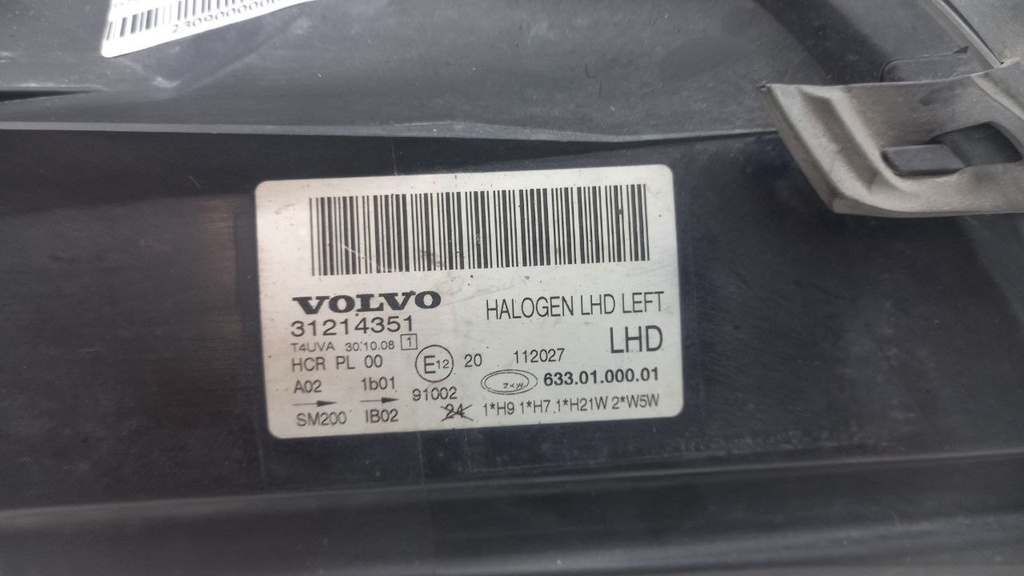 VOLVO
31214351
T4UVA 30.10.08 1
HALOGEN LHD LEFT
LHD
HCR PL 00
E12 20 112027
A02 1b01 91002
ZKW 633.01.000.01
SM200 IB02
24 1*H9 1*H7,1*H21W 2*W5W